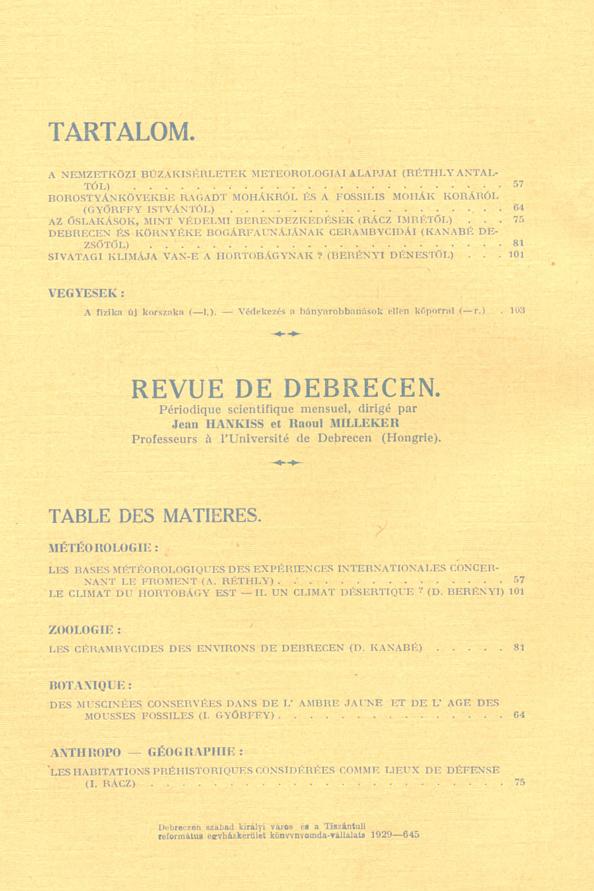 TARTALOM.
A NEMZETKÖZI BÚZAKISÉRLETEK METEOROLOGIAI ALAPJAI (RÉTHLY ANTAL-
TÓL) . . . . . . . . . . . . . . . . . . . . . . 57
BOROSTYÁNKÖVEKBE RAGADT MOHÁKRÓL ÉS A FOSSILIS MOHÁK KORÁRÓL
(GYŐRFFY ISTVÁNTÓL) . . . . . . . . . . . . . . . 64
AZ ŐSLAKÁSOK, MINT VÉDELMI BERENDEZKEDÉSEK (RÁCZ IMRÉTŐL) . . . 75
DEBRECEN ÉS KÖRNYÉKE BOGÁRFAUNÁJÁNAK CERAMBYCIDÁI (KANABÉ DE-
ZSŐTŐL) . . . . . . . . . . . . . . . . . . . . . 81
SIVATAGI KLIMÁJA VAN-E A HORTOBÁGYNAK ? (BERÉNYI DÉNESTŐL) . . . 101
VEGYESEK :
A fizika új korszaka (—l.). — Védekezés a bányarobbanások ellen kőporral (—r.) . 103
REVUE DE DEBRECEN.
Périodique scientifique mensuel, dirigé par
Jean HANKISS et Raoul MILLEKER
Professeurs à l'Université de Debrecen (Hongrie).
TABLE DES MATIERES.
MÉTÉOROLOGIE :
LES BASES MÉTÉOROLOGIQUES DES EXPÉRIENCES INTERNATIONALES CONCER-
NANT LE FROMENT (A. RÉTHLY) . . . . . . . . . . . . . 57
LE CLIMAT DU HORTOBÁGY EST — IL UN CLIMAT DÉSERTIQUE ? (D. BERÉNYI) 101
ZOOLOGIE :
LES CÉRAMBYCIDES DES ENVIRONS DE DEBRECEN (D. KANABÉ) . . . . . 81
BOTANIQUE :
DES MUSCINÉES CONSERVÉES DANS DE L' AMBRE JAUNE ET DE L' AGE DES
MOUSSES FOSSILES (I. GYŐRFFY) . . . . . . . . . . . . . 64
ANTHROPO — GÉOGRAPHIE :
LES HABITATIONS PRÉHISTORIQUES CONSIDÉRÉES COMME LIEUX DE DÉFENSE
(I. RÁCZ) . . . . . . . . . . . . . . . . . . . . 75
Debreczen szabad királyi város és a Tiszántúli
református egyházkerület könyvnyomda-vállalata 1929—645